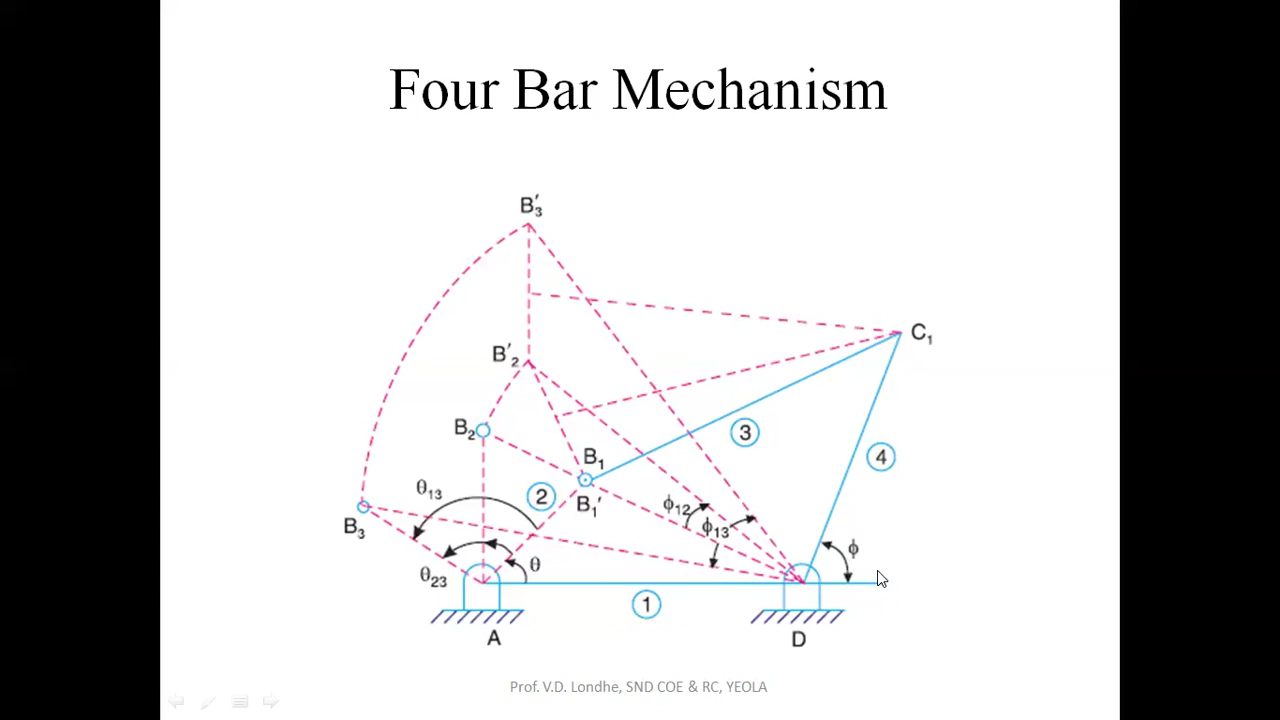 Four Bar Mechanism
B′3
B′2
C1
B2
3
B1
4
θ13
2
B1′
ϕ12
ϕ13
B3
θ
ϕ
θ23
1
A
D
Prof. V.D. Londhe, SND COE & RC, YEOLA